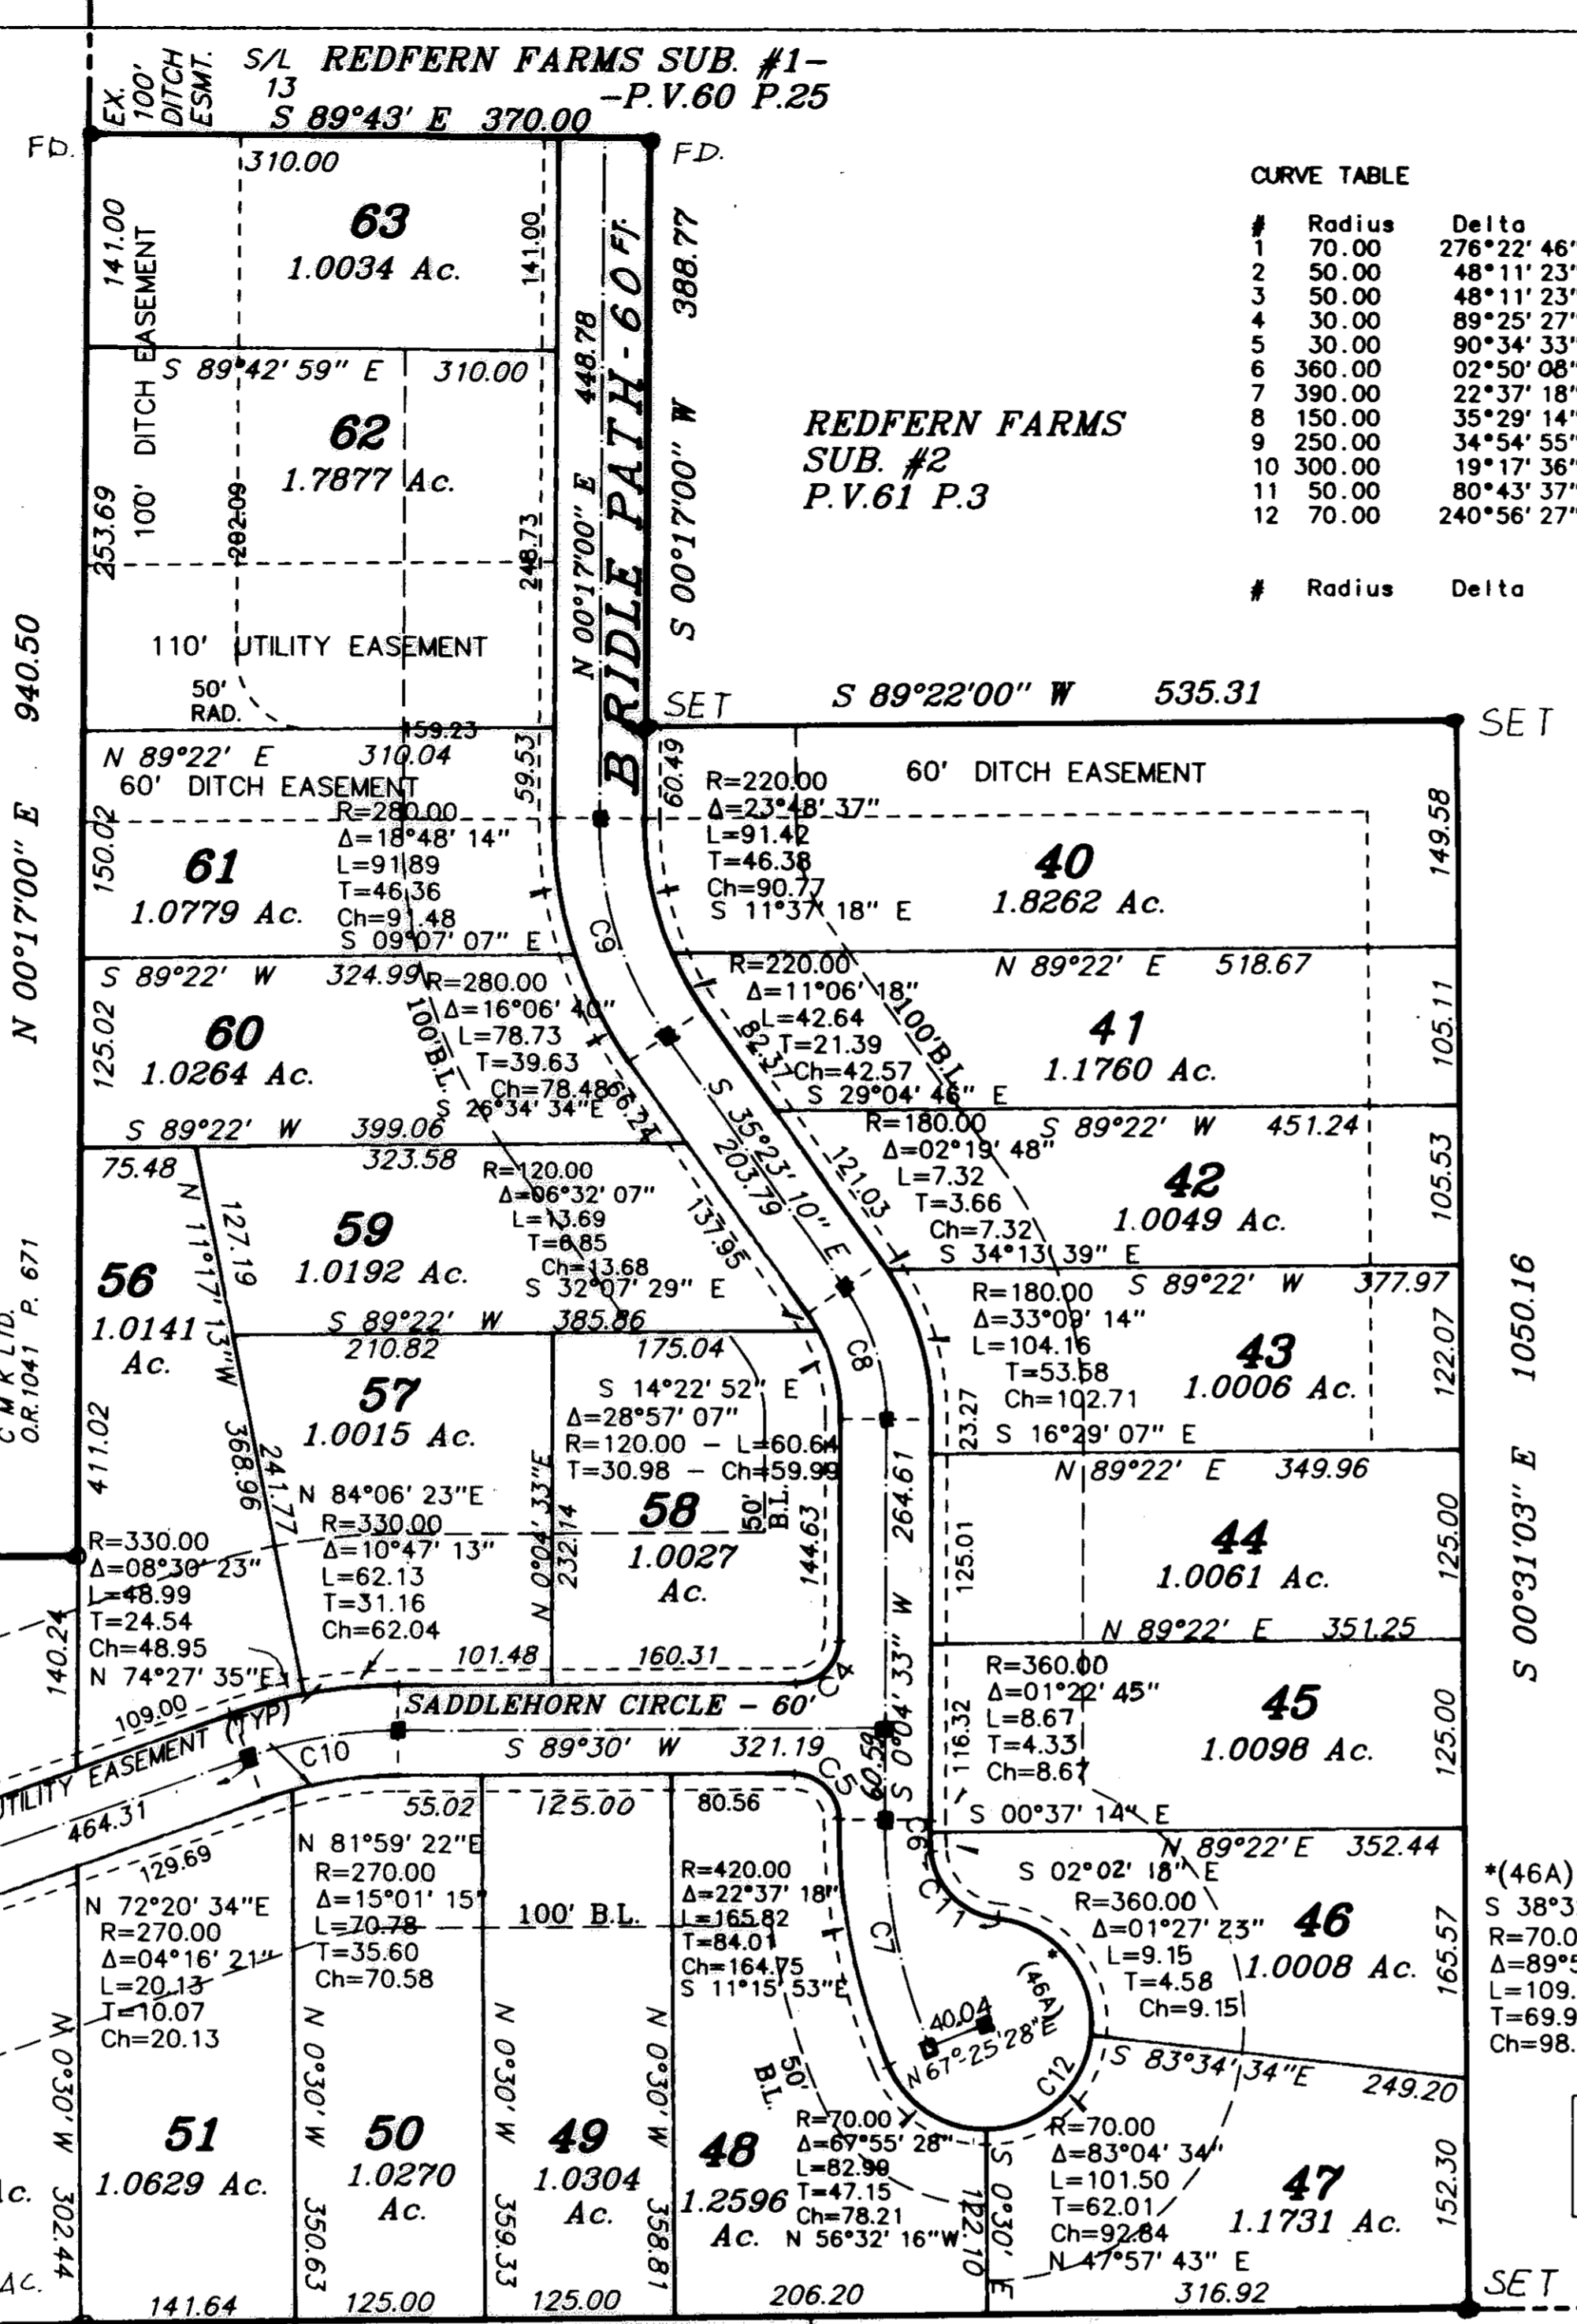 EX.
100'
DITCH
ESMT.
S/L
13
REDFERN FARMS SUB. #1-
-P.V.60 P.25
S 89°43' E 370.00
FD.
FD.
310.00
63
1.0034 Ac.
141.00
100' DITCH EASEMENT
141.00
S 89°42'59" E 310.00
62
1.7877 Ac.
253.69
202.09
248.73
110' UTILITY EASEMENT
50'
RAD.
N 00°17'00" E 448.78
BRIDLE PATH-60 FT.
388.77
S 00°17'00" W
REDFERN FARMS
SUB. #2
P.V.61 P.3
CURVE TABLE
# Radius Delta
1 70.00 276°22'46"
2 50.00 48°11'23"
3 50.00 48°11'23"
4 30.00 89°25'27"
5 30.00 90°34'33"
6 360.00 02°50'08"
7 390.00 22°37'18"
8 150.00 35°29'14"
9 250.00 34°54'55"
10 300.00 19°17'36"
11 50.00 80°43'37"
12 70.00 240°56'27"
# Radius Delta
N 00°17'00" E 940.50
SET
S 89°22'00" W 535.31
SET
159.23
N 89°22' E 310.04
60' DITCH EASEMENT
59.53
R=280.00
Δ=18°48'14"
L=91.89
T=46.36
Ch=91.48
S 09°07'07" E
61
1.0779 Ac.
150.02
60.49
R=220.00
Δ=23°48'37"
L=91.42
T=46.38
Ch=90.77
S 11°37'18" E
60' DITCH EASEMENT
40
1.8262 Ac.
149.58
C9
S 89°22' W 324.99
R=280.00
Δ=16°06'40"
L=78.73
T=39.63
Ch=78.48
S 26°34'34"E
60
1.0264 Ac.
125.02
100'B.L.
66.24
R=220.00
Δ=11°06'18"
L=42.64
T=21.39
Ch=42.57
S 29°04'46" E
N 89°22' E 518.67
100'B.L.
41
1.1760 Ac.
105.11
82.37
S 35°23'10" E
203.79
S 89°22' W 399.06
75.48
323.58
N 11°17'13"W
127.19
R=120.00
Δ=06°32'07"
L=13.69
T=6.85
Ch=13.68
S 32°07'29" E
59
1.0192 Ac.
137.95
121.03
R=180.00
Δ=02°19'48"
L=7.32
T=3.66
Ch=7.32
S 34°13'39" E
S 89°22' W 451.24
42
1.0049 Ac.
105.53
C M K LTD.
O.R.1041 P. 671
56
1.0141
Ac.
411.02
368.96
241.77
S 89°22' W 385.86
210.82
175.04
57
1.0015 Ac.
C8
S 14°22'52" E
Δ=28°57'07"
R=120.00 - L=60.64
T=30.98 - Ch=59.99
50'
B.L.
58
1.0027
Ac.
144.63
N 0°04'33"E
232.14
R=180.00
Δ=33°09'14"
L=104.16
T=53.58
Ch=102.71
S 16°29'07" E
S 89°22' W 377.97
43
1.0006 Ac.
122.07
23.27
S 00°31'03" E 1050.16
N 89°22' E 349.96
44
1.0061 Ac.
125.01
125.00
S 0°04'33" W 264.61
R=330.00
Δ=08°30'23"
L=48.99
T=24.54
Ch=48.95
N 74°27'35"E
140.24
N 84°06'23"E
R=330.00
Δ=10°47'13"
L=62.13
T=31.16
Ch=62.04
101.48
160.31
C4
N 89°22' E 351.25
R=360.00
Δ=01°22'45"
L=8.67
T=4.33
Ch=8.67
S 00°37'14" E
45
1.0098 Ac.
116.32
125.00
109.00
UTILITY EASEMENT (TYP)
SADDLEHORN CIRCLE - 60'
C10
S 89°30' W 321.19
C5
60.59
464.31
129.69
55.02
125.00
80.56
C6
N 89°22'E 352.44
S 02°02'18" E
R=360.00
Δ=01°27'23"
L=9.15
T=4.58
Ch=9.15
46
1.0008 Ac.
165.57
C11
C7
*
(46A)
40.04
N 67°-25'28"E
C12
*(46A)
S 38°3
R=70.0
Δ=89°5
L=109.
T=69.9
Ch=98.
N 72°20'34"E
R=270.00
Δ=04°16'21"
L=20.13
T=10.07
Ch=20.13
N 81°59'22"E
R=270.00
Δ=15°01'15"
L=70.78
T=35.60
Ch=70.58
100' B.L.
R=420.00
Δ=22°37'18"
L=165.82
T=84.01
Ch=164.75
S 11°15'53"E
S 83°34'34"E 249.20
50'
B.L.
N 0°30'W 302.44
51
1.0629 Ac.
N 0°30'W 350.63
50
1.0270
Ac.
N 0°30'W 359.33
49
1.0304
Ac.
N 0°30'W 358.81
48
1.2596
Ac.
R=70.00
Δ=67°55'28"
L=82.99
T=47.15
Ch=78.21
N 56°32'16"W
S 0°30' E
122.10
R=70.00
Δ=83°04'34"
L=101.50
T=62.01
Ch=92.84
N 47°57'43" E
47
1.1731 Ac.
152.30
SET
c.
AC.
141.64
125.00
125.00
206.20
316.92